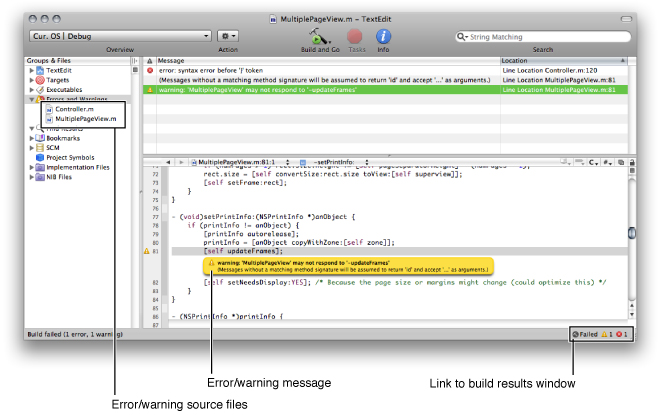 MultiplePageView.m - TextEdit
Cur. OS | Debug
Overview
Action
Build and Go
Tasks
Info
String Matching
Search
Groups & Files
TextEdit
Targets
Executables
Errors and Warnings
Controller.m
MultiplePageView.m
Find Results
Bookmarks
SCM
Project Symbols
Implementation Files
NIB Files
Message
Location
error: syntax error before '}' token
Line Location Controller.m:120
(Messages without a matching method signature will be assumed to return 'id' and accept '...' as arguments.)
Line Location MultiplePageView.m:81
warning: 'MultiplePageView' may not respond to '-updateFrames'
Line Location MultiplePageView.m:81
MultiplePageView.m:81:1
-setPrintInfo:
C
#
72 rect.size = [self convertSize:rect.size toView:[self superview]];
73 [self setFrame:rect];
74 }
75 }
76
77 - (void)setPrintInfo:(NSPrintInfo *)anObject {
78 if (printInfo != anObject) {
79 [printInfo autorelease];
80 printInfo = [anObject copyWithZone:[self zone]];
81 [self updateFrames];
warning: 'MultiplePageView' may not respond to '-updateFrames'
(Messages without a matching method signature will be assumed to return 'id' and accept '...' as arguments.)
82 [self setNeedsDisplay:YES]; /* Because the page size or margins might change (could optimize this) */
83 }
84 }
85
86 - (NSPrintInfo *)printInfo {
Build failed (1 error, 1 warning)
Failed 1 1
Error/warning message
Link to build results window
Error/warning source files